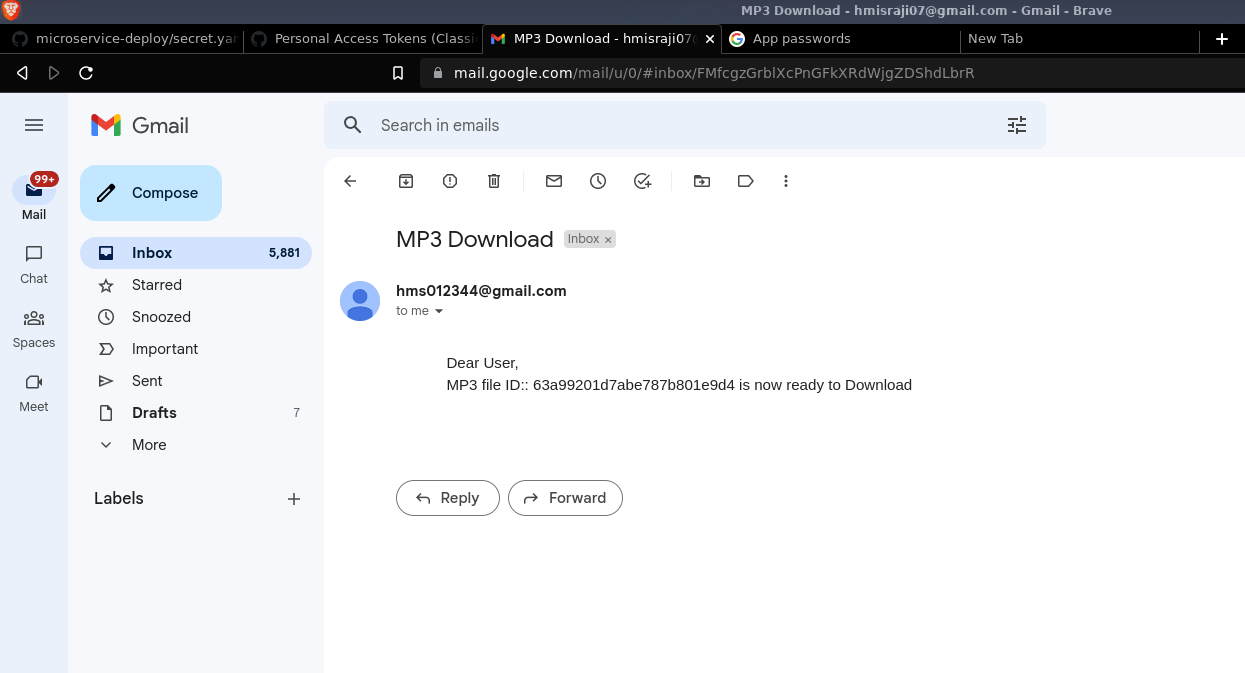 MP3 Download - hmisraji07@gmail.com - Gmail - Brave
microservice-deploy/secret.yam
Personal Access Tokens (Classi
MP3 Download - hmisraji07
App passwords
New Tab
mail.google.com/mail/u/0/#inbox/FMfcgzGrblXcPnGFkXRdWjgZDShdLbrR
Gmail
Search in emails
99+
Mail
Chat
Spaces
Meet
Compose
Inbox 5,881
Starred
Snoozed
Important
Sent
Drafts 7
More
Labels
MP3 Download Inbox ×
hms012344@gmail.com
to me
Dear User,
MP3 file ID:: 63a99201d7abe787b801e9d4 is now ready to Download
Reply Forward